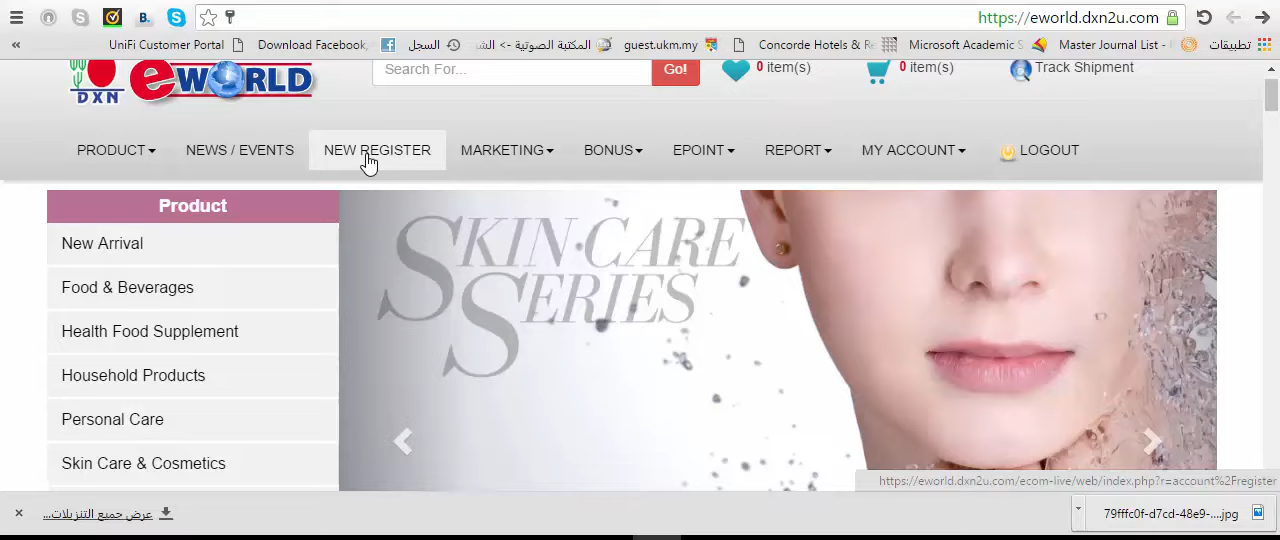 https://eworld.dxn2u.com
UniFi Customer Portal
Download Facebook,
السجل
المكتبة الصوتية -> الشا
guest.ukm.my
Concorde Hotels & Re
Microsoft Academic S
Master Journal List - I
تطبيقات
DXN eWORLD
Search For...
Go!
0 item(s)
0 item(s)
Track Shipment
PRODUCT
NEWS / EVENTS
NEW REGISTER
MARKETING
BONUS
EPOINT
REPORT
MY ACCOUNT
LOGOUT
Product
New Arrival
Food & Beverages
Health Food Supplement
Household Products
Personal Care
Skin Care & Cosmetics
SKIN CARE
SERIES
https://eworld.dxn2u.com/ecom-live/web/index.php?r=account%2Fregister
عرض جميع التنزيلات...
79fffc0f-d7cd-48e9-....jpg